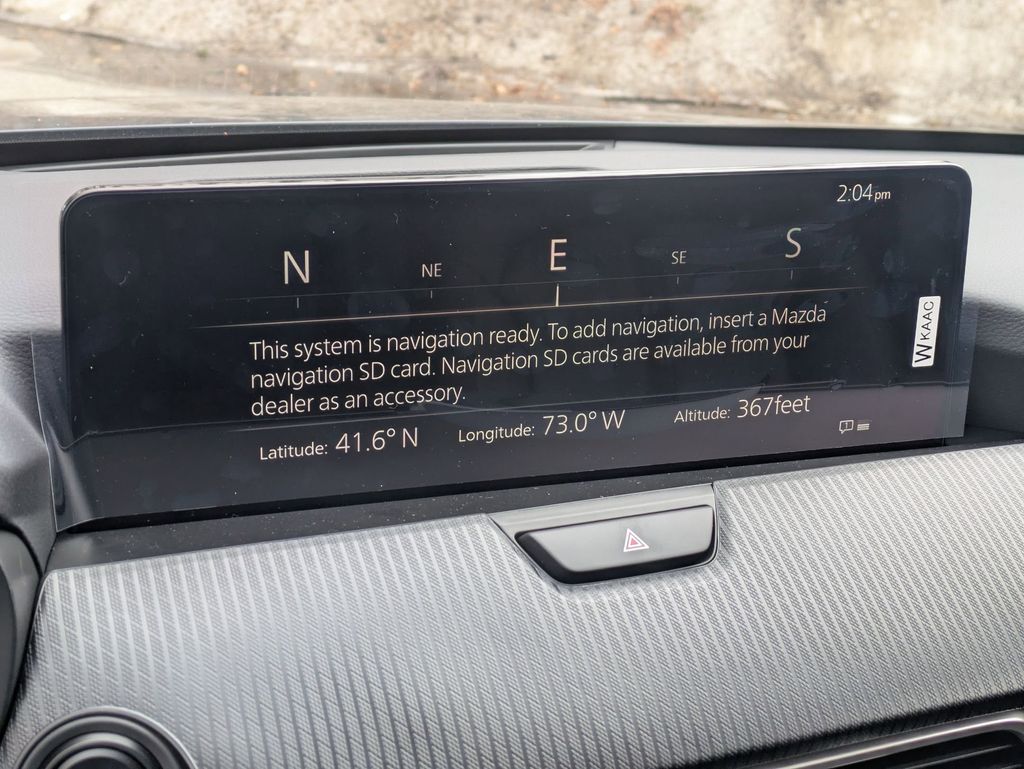 2:04pm
N NE E SE S
This system is navigation ready. To add navigation, insert a Mazda
navigation SD card. Navigation SD cards are available from your
dealer as an accessory.
Latitude: 41.6° N Longitude: 73.0° W Altitude: 367feet
WKAAC